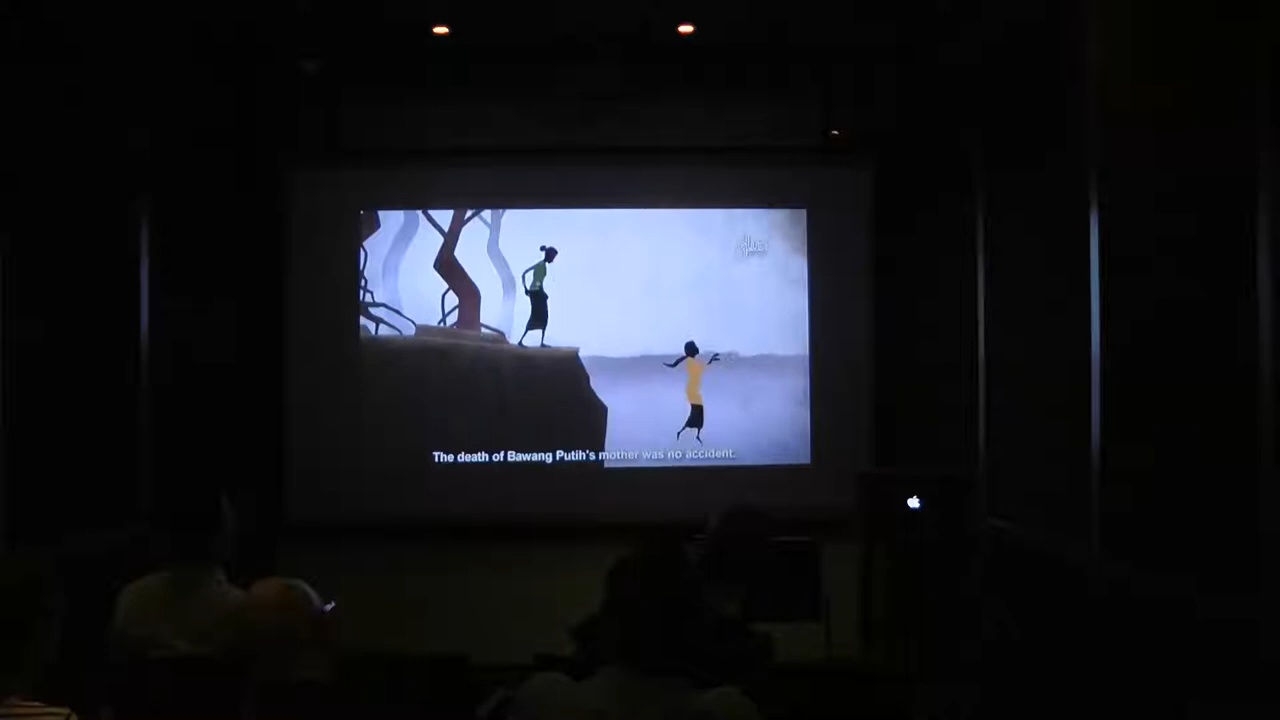 The death of Bawang Putih's mother was no accident.